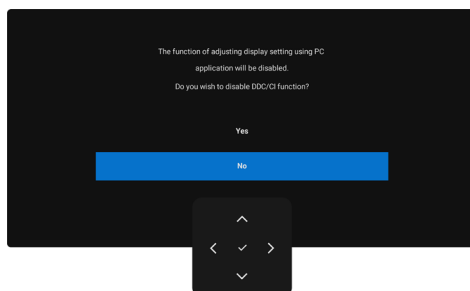 The function of adjusting display setting using PC
application will be disabled.
Do you wish to disable DDC/CI function?
Yes
No